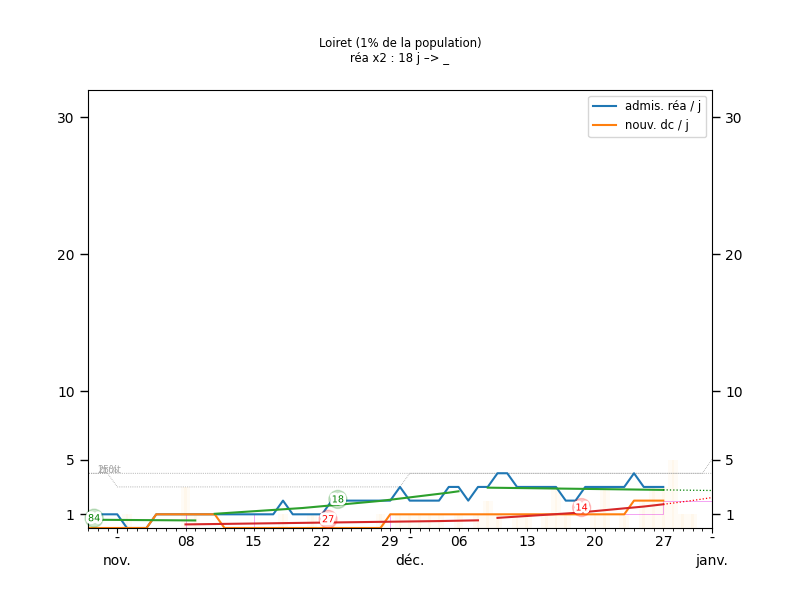 Loiret (1% de la population)
réa x2 : 18 j –> _
admis. réa / j
nouv. dc / j
30 30
20 20
10 10
5 5
1 1
84
18
27
14
- 08 15 22 29 - 06 13 20 27 -
nov. déc. janv.